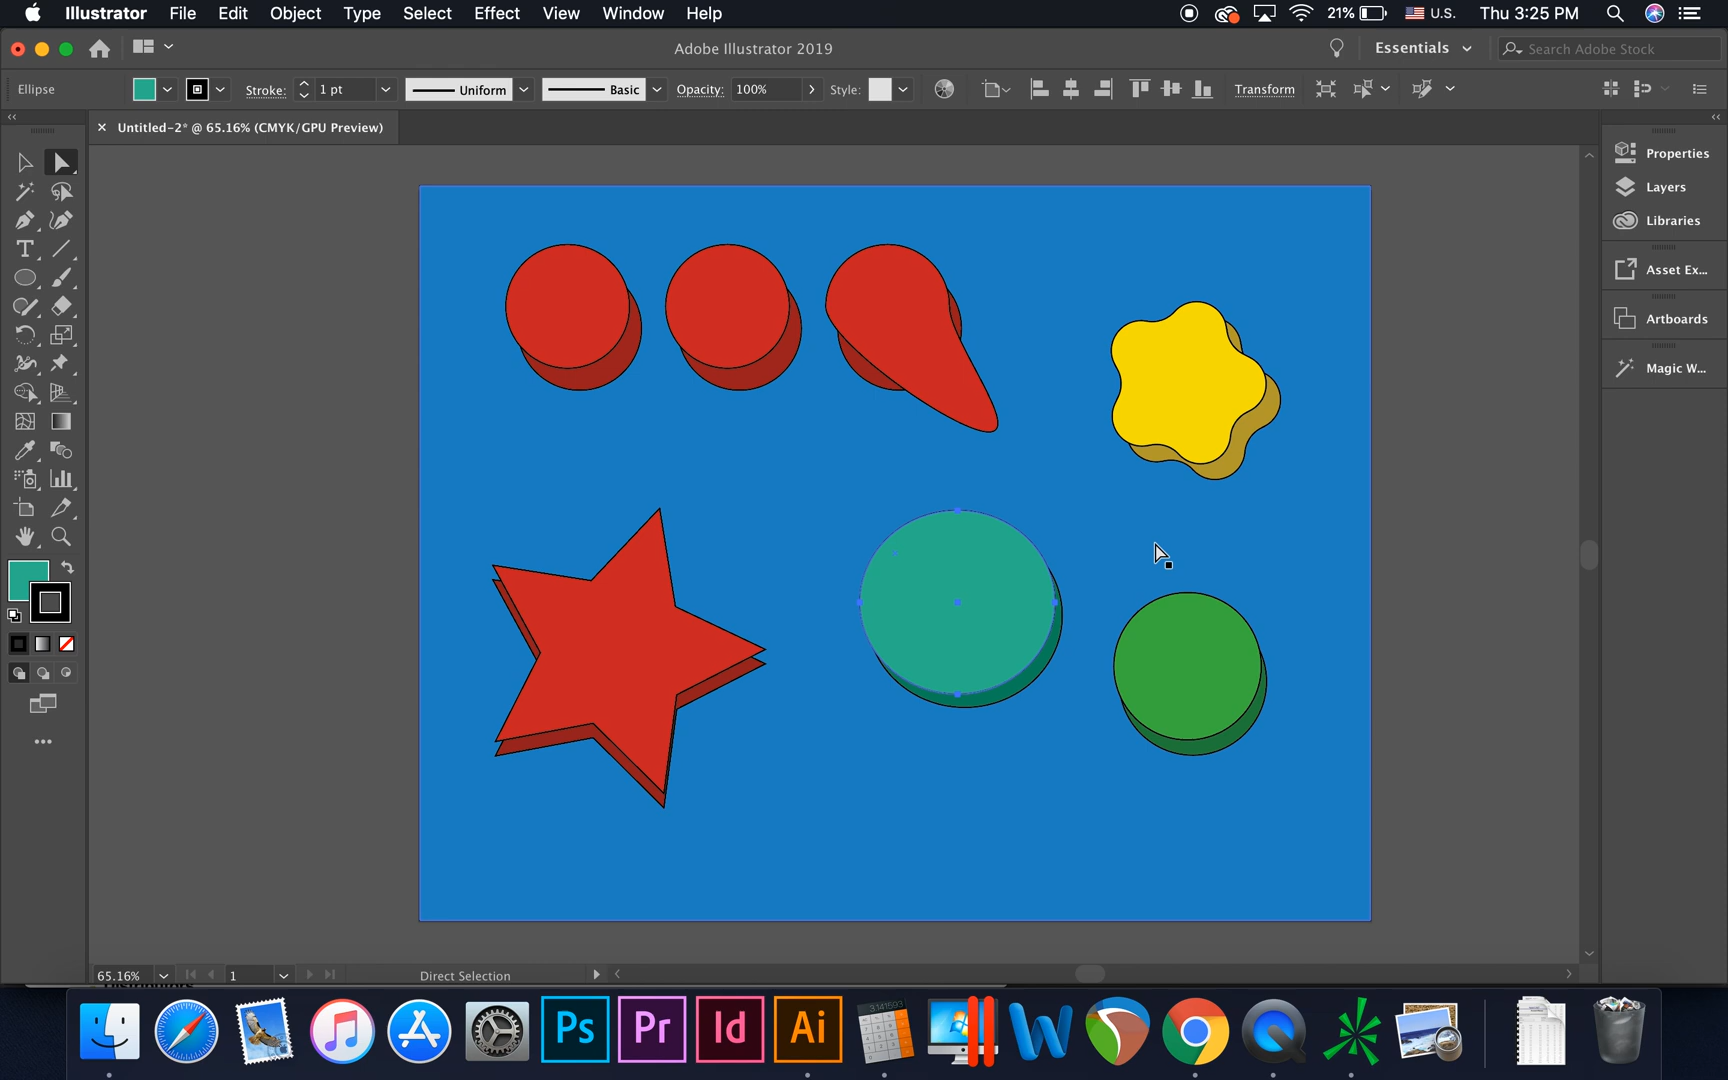 Illustrator File Edit Object Type Select Effect View Window Help 21% U.S. Thu 3:25 PM
Adobe Illustrator 2019 Essentials Search Adobe Stock
Ellipse Stroke: 1 pt Uniform Basic Opacity: 100% Style: Transform
Untitled-2* @ 65.16% (CMYK/GPU Preview)
Properties
Layers
Libraries
Asset Ex...
Artboards
Magic W...
65.16% 1 Direct Selection
Ps Pr Id Ai